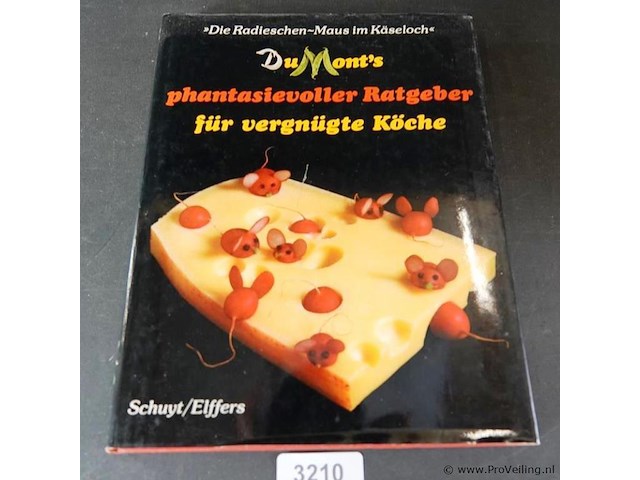 »Die Radieschen~Maus im Käseloch«
DuMont's
phantasievoller Ratgeber
für vergnügte Köche
Schuyt/Elffers
3210
© www.ProVeiling.nl